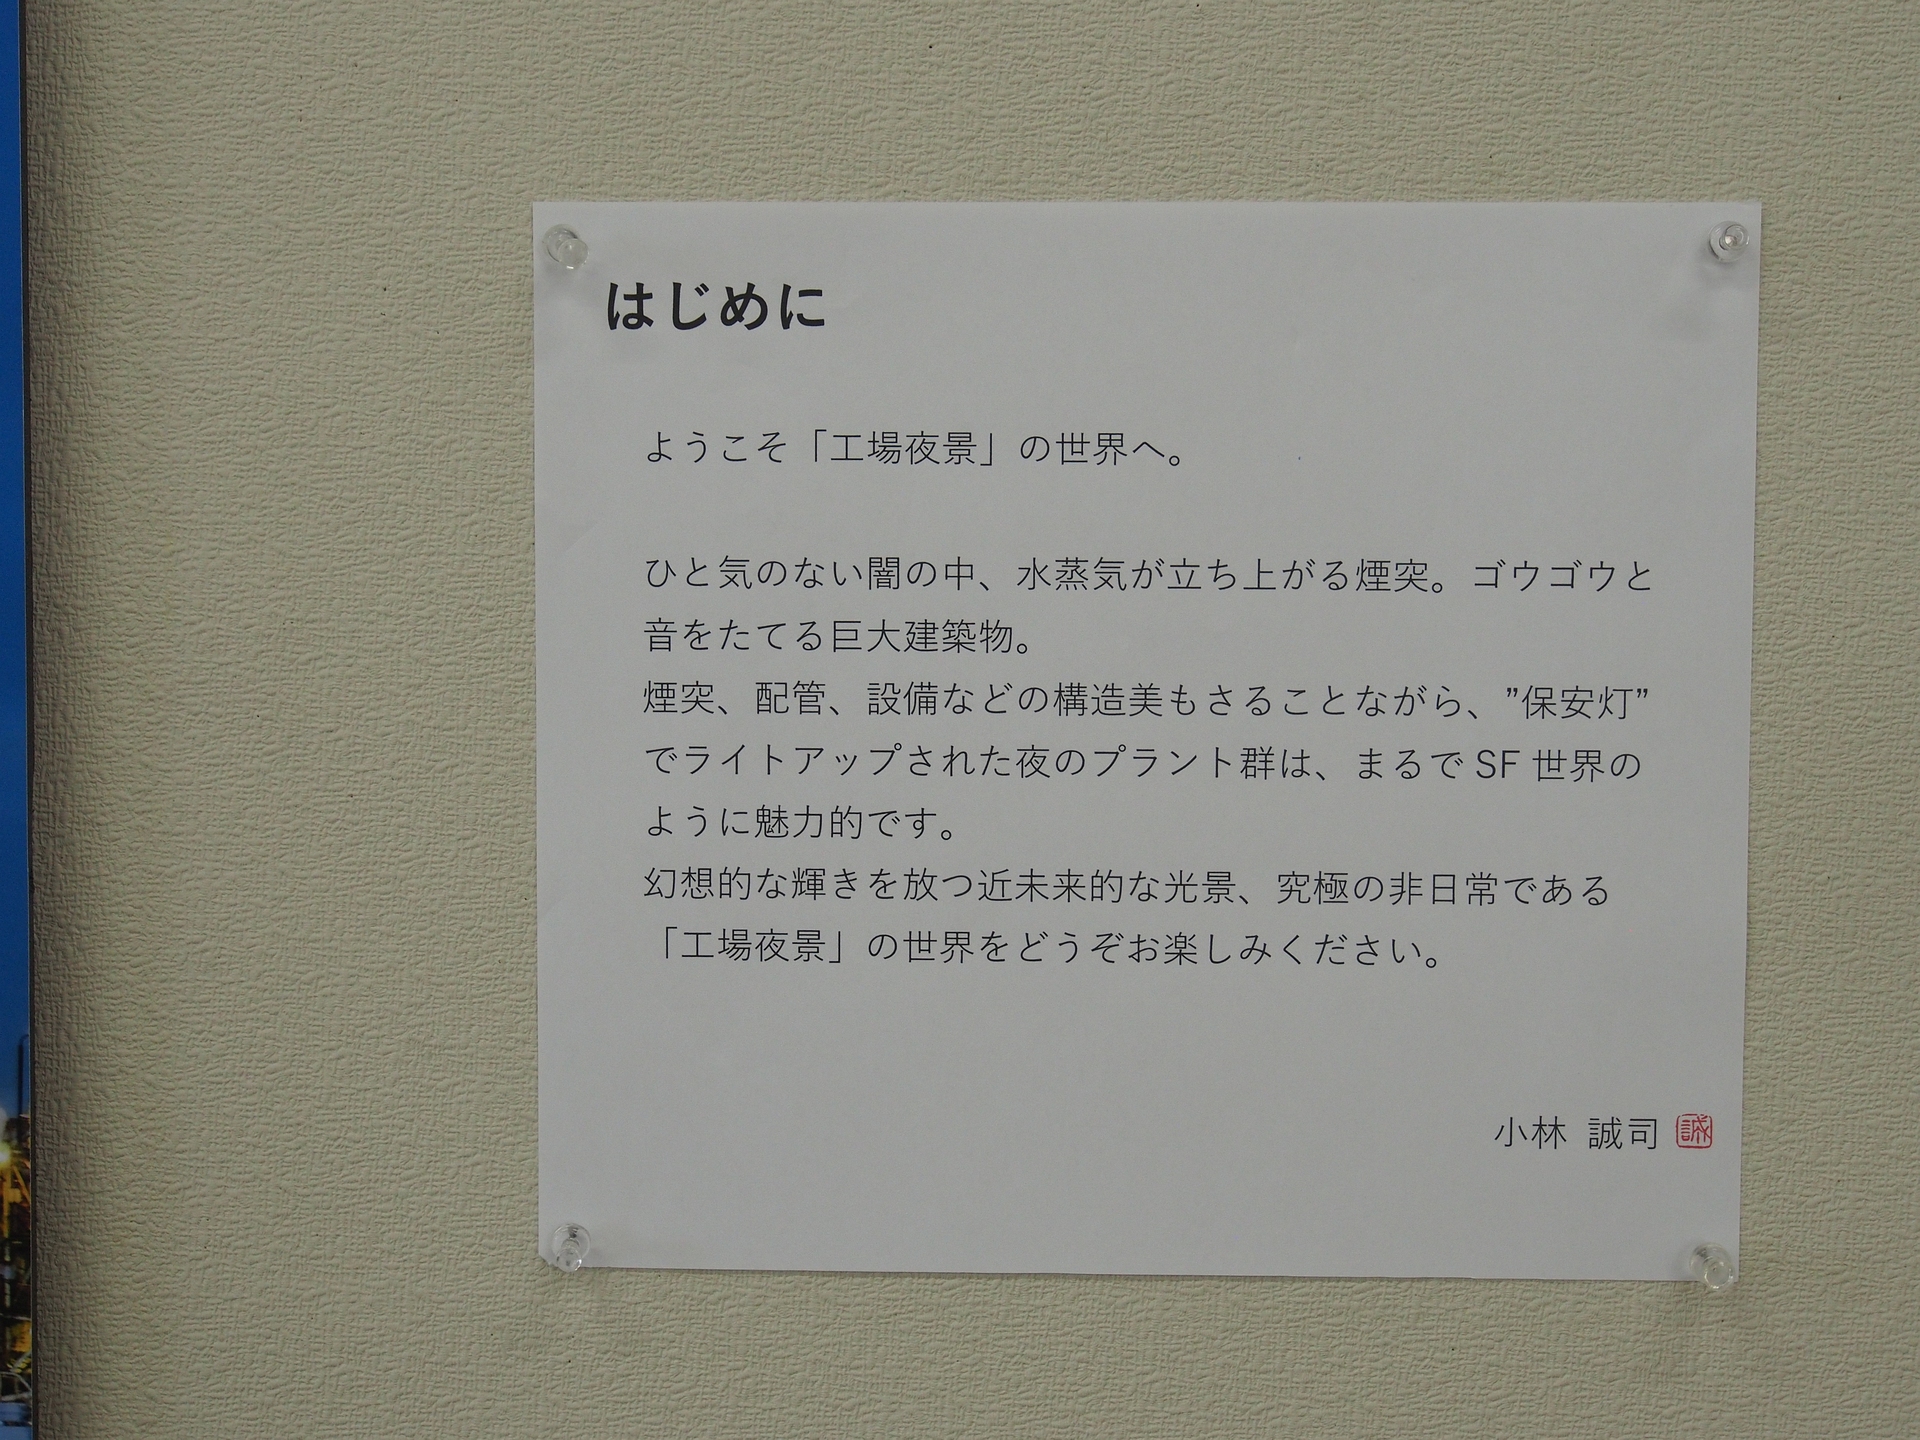 はじめに
ようこそ「工場夜景」の世界へ。
ひと気のない闇の中、水蒸気が立ち上がる煙突。ゴウゴウと
音をたてる巨大建築物。
煙突、配管、設備などの構造美もさることながら、”保安灯”
でライトアップされた夜のプラント群は、まるで SF 世界の
ように魅力的です。
幻想的な輝きを放つ近未来的な光景、究極の非日常である
「工場夜景」の世界をどうぞお楽しみください。
小林 誠司 誠